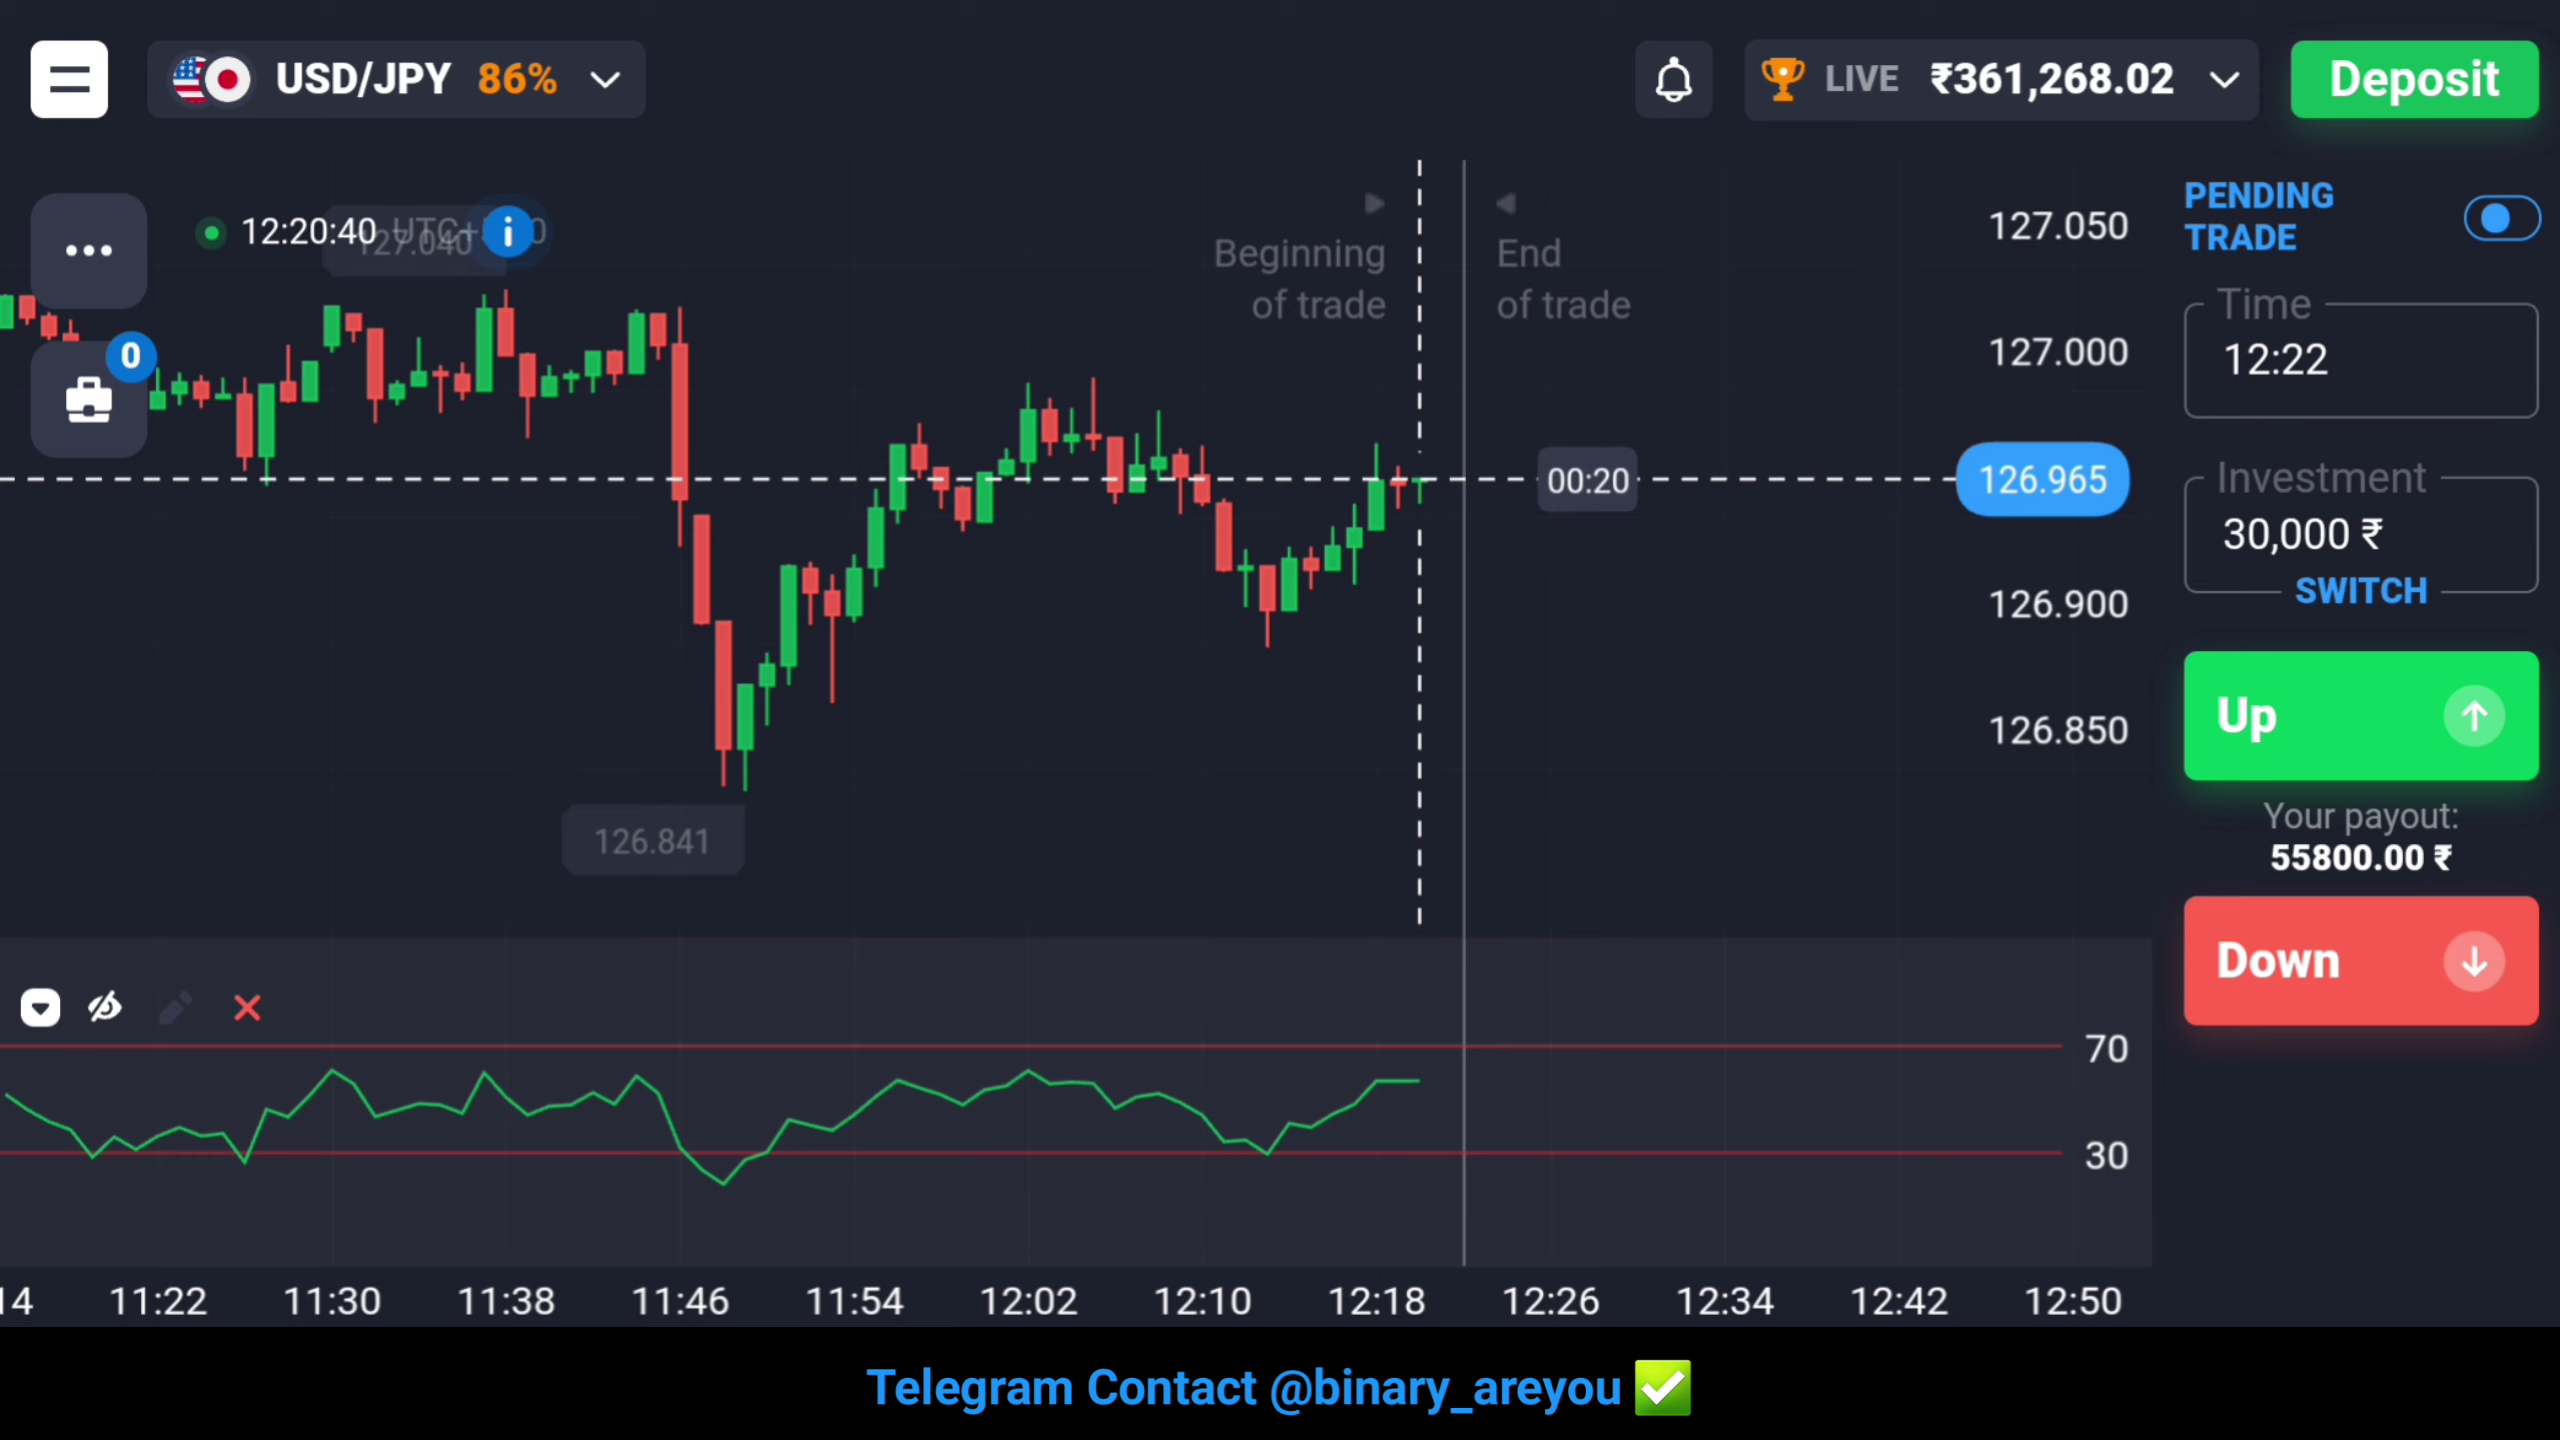 USD/JPY 86%
LIVE ₹361,268.02
Deposit
12:20:40
127.040
Beginning
of trade
End
of trade
127.050
127.000
126.965
126.900
126.850
00:20
126.841
0
PENDING
TRADE
Time
12:22
Investment
30,000 ₹
SWITCH
Up
Your payout:
55800.00 ₹
Down
70
30
14 11:22 11:30 11:38 11:46 11:54 12:02 12:10 12:18 12:26 12:34 12:42 12:50
Telegram Contact @binary_areyou ✅